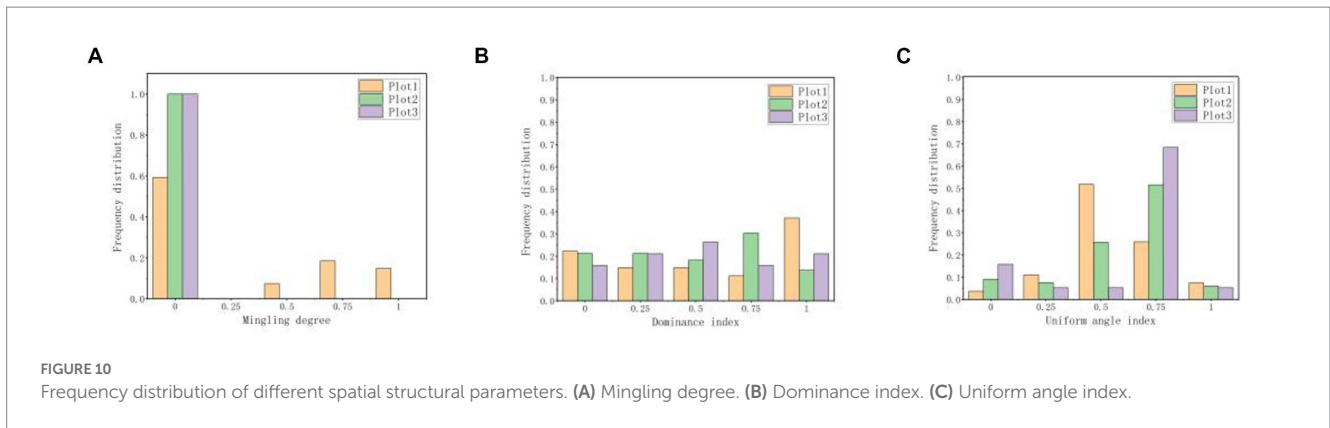 A
Frequency distribution
1.0
0.8
0.6
0.4
0.2
0.0
0
0.25
0.5
0.75
1
Mingling degree
Plot1
Plot2
Plot3
B
Frequency distribution
1.0
0.9
0.8
0.7
0.6
0.5
0.4
0.3
0.2
0.1
0.0
0
0.25
0.5
0.75
1
Dominance index
Plot1
Plot2
Plot3
C
Frequency distribution
1.0
0.9
0.8
0.7
0.6
0.5
0.4
0.3
0.2
0.1
0.0
0
0.25
0.5
0.75
1
Uniform angle index
Plot1
Plot2
Plot3
FIGURE 10
Frequency distribution of different spatial structural parameters. (A) Mingling degree. (B) Dominance index. (C) Uniform angle index.